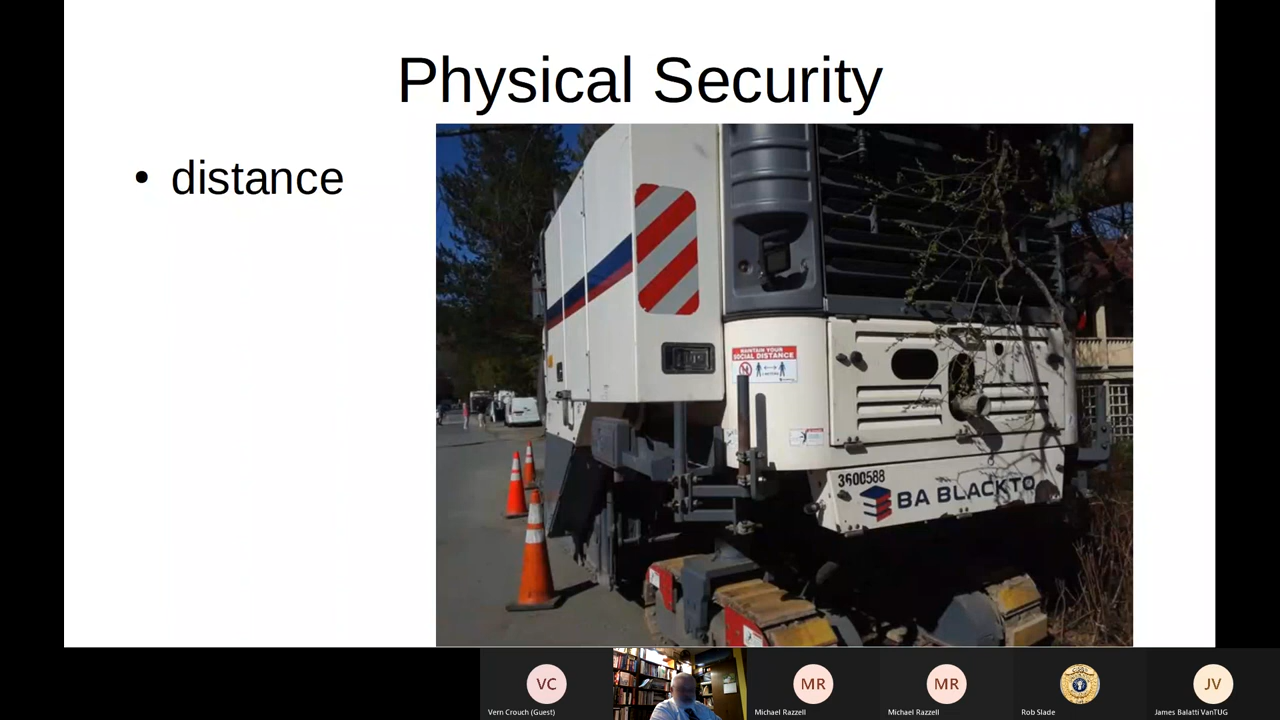 Physical Security
• distance
MAINTAIN YOUR
SOCIAL DISTANCE
3600588
BA BLACKTO
VC
MR
MR
JV
Vern Crouch (Guest)
Michael Razzell
Michael Razzell
Rob Slade
James Balatti VanTUG